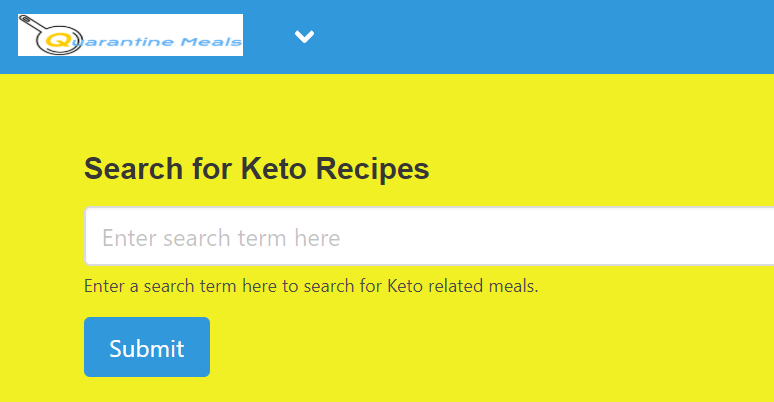 Quarantine Meals
Search for Keto Recipes
Enter search term here
Enter a search term here to search for Keto related meals.
Submit